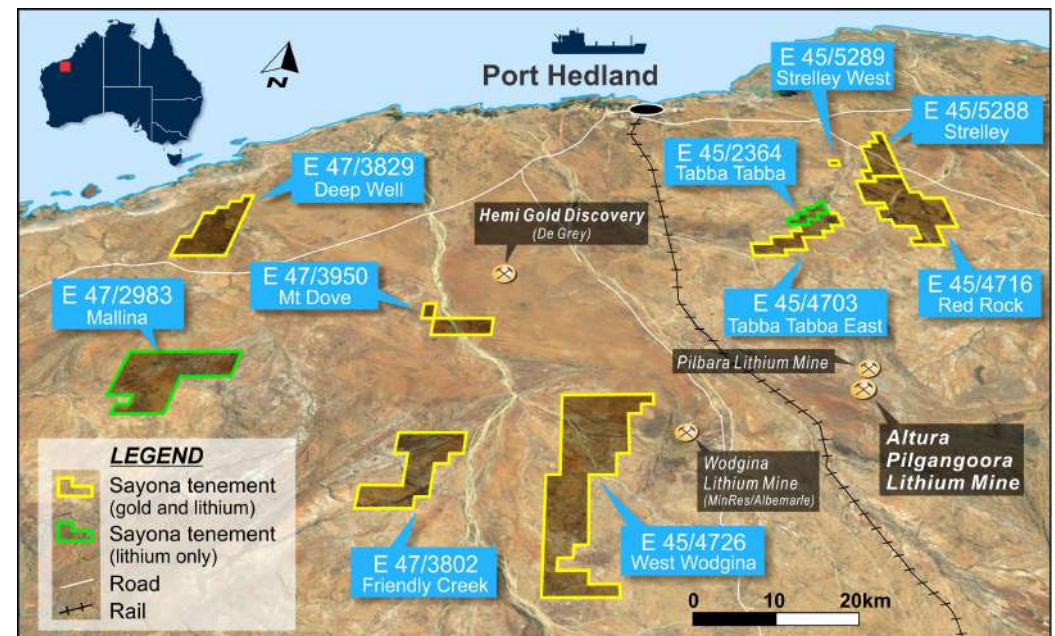 N
Port Hedland
E 45/5289
Strelley West
E 45/5288
Strelley
E 45/2364
Tabba Tabba
E 47/3829
Deep Well
Hemi Gold Discovery
(De Grey)
E 47/3950
Mt Dove
E 47/2983
Mallina
E 45/4703
Tabba Tabba East
E 45/4716
Red Rock
Pilbara Lithium Mine
Altura
Pilgangoora
Lithium Mine
Wodgina
Lithium Mine
(MinRes/Albemarle)
E 47/3802
Friendly Creek
E 45/4726
West Wodgina
LEGEND
Sayona tenement
(gold and lithium)
Sayona tenement
(lithium only)
Road
Rail
0 10 20km